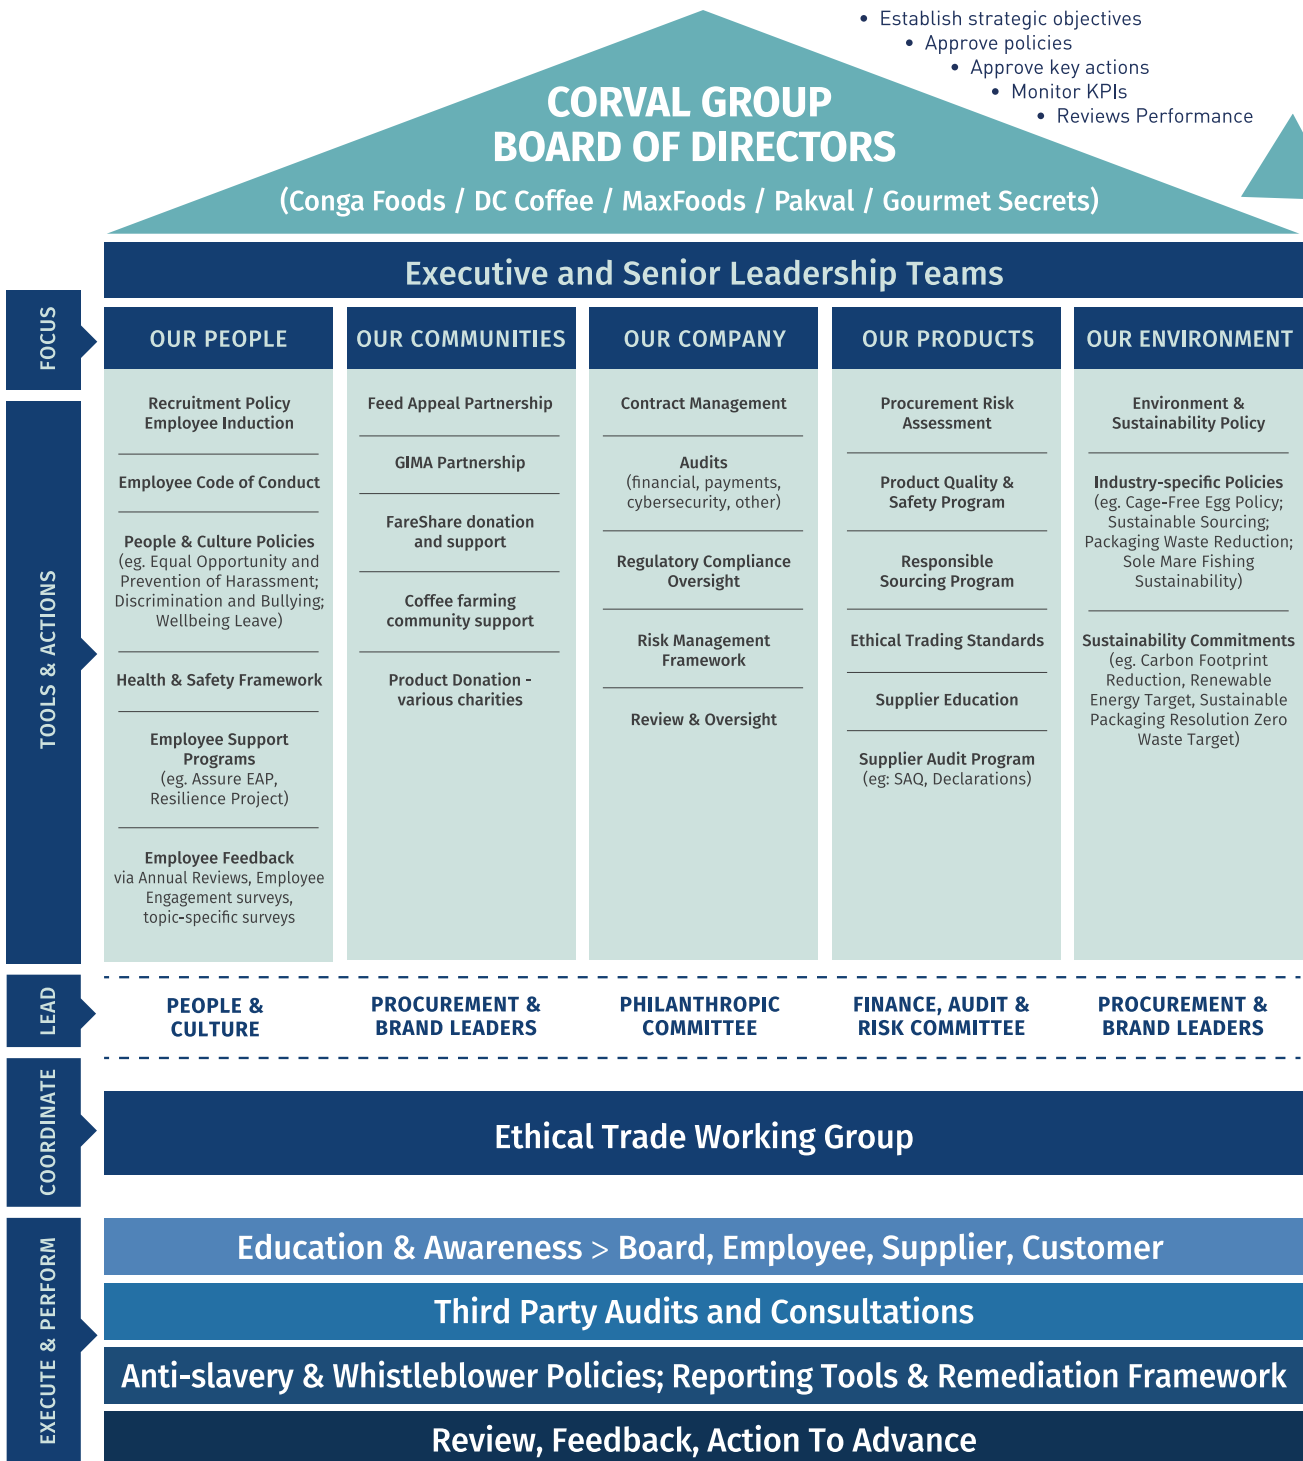 • Establish strategic objectives
• Approve policies
• Approve key actions
• Monitor KPIs
• Reviews Performance
CORVAL GROUP
BOARD OF DIRECTORS
(Conga Foods / DC Coffee / MaxFoods / Pakval / Gourmet Secrets)
Executive and Senior Leadership Teams
FOCUS
OUR PEOPLE
OUR COMMUNITIES
OUR COMPANY
OUR PRODUCTS
OUR ENVIRONMENT
TOOLS & ACTIONS
Recruitment Policy
Employee Induction
Employee Code of Conduct
People & Culture Policies
(eg. Equal Opportunity and
Prevention of Harassment;
Discrimination and Bullying;
Wellbeing Leave)
Health & Safety Framework
Employee Support
Programs
(eg. Assure EAP,
Resilience Project)
Employee Feedback
via Annual Reviews, Employee
Engagement surveys,
topic-specific surveys
Feed Appeal Partnership
GIMA Partnership
FareShare donation
and support
Coffee farming
community support
Product Donation -
various charities
Contract Management
Audits
(financial, payments,
cybersecurity, other)
Regulatory Compliance
Oversight
Risk Management
Framework
Review & Oversight
Procurement Risk
Assessment
Product Quality &
Safety Program
Responsible
Sourcing Program
Ethical Trading Standards
Supplier Education
Supplier Audit Program
(eg: SAQ, Declarations)
Environment &
Sustainability Policy
Industry-specific Policies
(eg. Cage-Free Egg Policy;
Sustainable Sourcing;
Packaging Waste Reduction;
Sole Mare Fishing
Sustainability)
Sustainability Commitments
(eg. Carbon Footprint
Reduction, Renewable
Energy Target, Sustainable
Packaging Resolution Zero
Waste Target)
LEAD
PEOPLE &
CULTURE
PROCUREMENT &
BRAND LEADERS
PHILANTHROPIC
COMMITTEE
FINANCE, AUDIT &
RISK COMMITTEE
PROCUREMENT &
BRAND LEADERS
COORDINATE
Ethical Trade Working Group
EXECUTE & PERFORM
Education & Awareness > Board, Employee, Supplier, Customer
Third Party Audits and Consultations
Anti-slavery & Whistleblower Policies; Reporting Tools & Remediation Framework
Review, Feedback, Action To Advance